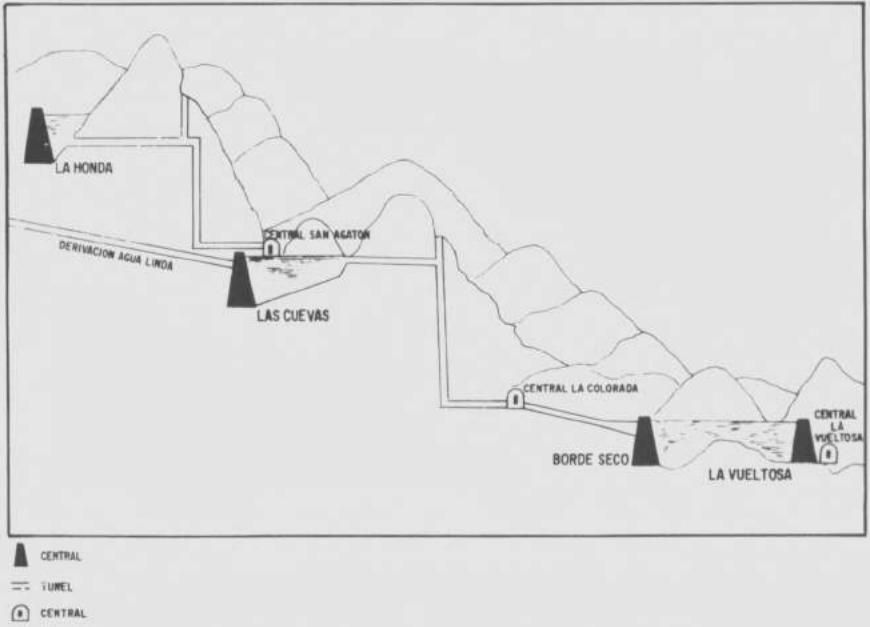 LA HONDA
CENTRAL SAN AGATON
DERIVACION AGUA LINDA
LAS CUEVAS
CENTRAL LA COLORADA
CENTRAL
LA
VUELTOSA
BORDE SECO
LA VUELTOSA
CENTRAL
TUNEL
CENTRAL